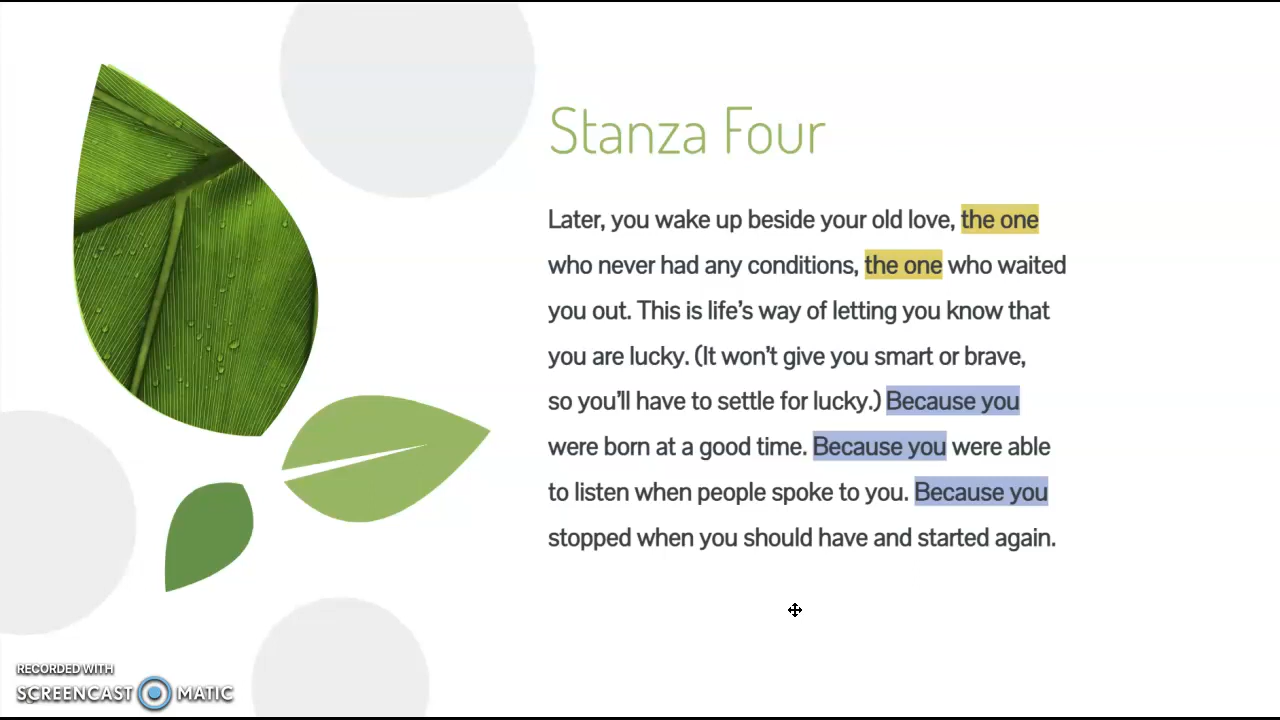 Stanza Four
Later, you wake up beside your old love, the one
who never had any conditions, the one who waited
you out. This is life’s way of letting you know that
you are lucky. (It won’t give you smart or brave,
so you’ll have to settle for lucky.) Because you
were born at a good time. Because you were able
to listen when people spoke to you. Because you
stopped when you should have and started again.
RECORDED WITH
SCREENCAST MATIC